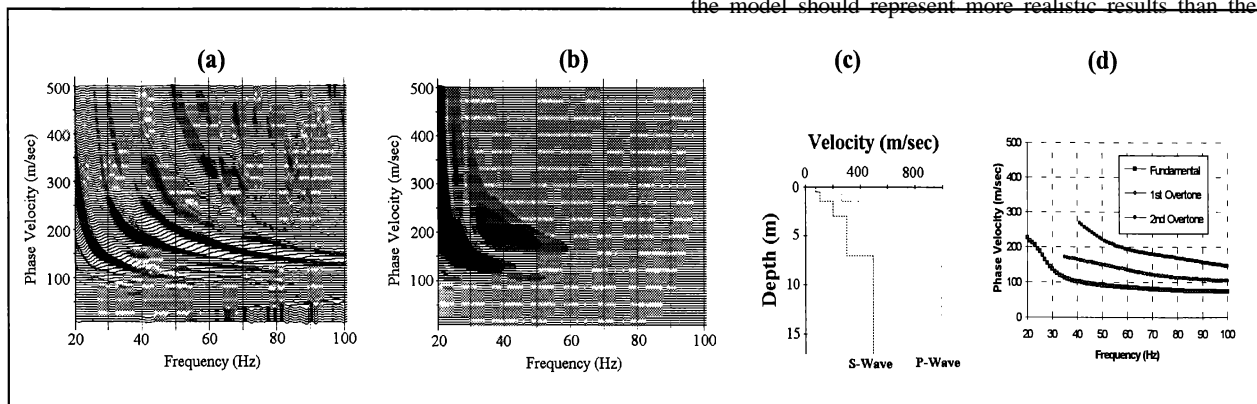 the model should represent more realistic results than the
(a)
(b)
(c)
(d)
500
400
300
200
100
Phase Velocity (m/sec)
20 40 60 80 100
Frequency (Hz)
500
400
300
200
100
Phase Velocity (m/sec)
20 40 60 80 100
Frequency (Hz)
Velocity (m/sec)
0 400 800
0
5
10
15
Depth (m)
S-Wave P-Wave
500
400
300
200
100
0
Phase Velocity (m/sec)
Fundamental
1st Overtone
2nd Overtone
20 30 40 50 60 70 80 90 100
Frequency (Hz)